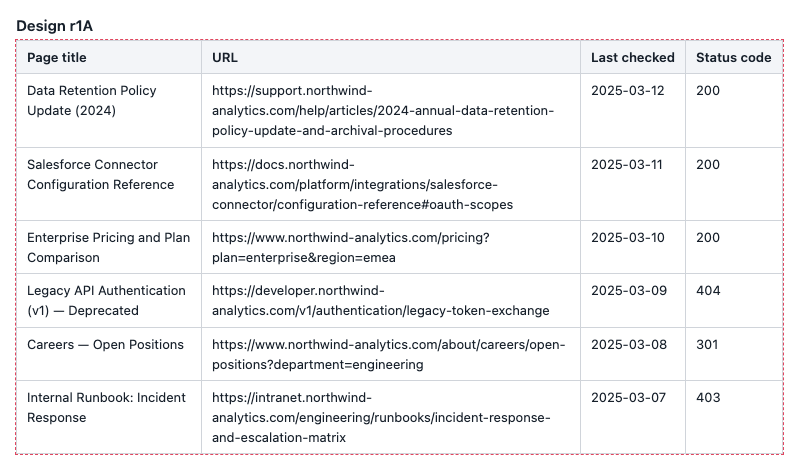 Design r1A
Page title URL Last checked Status code
Data Retention Policy
Update (2024)
https://support.northwind-
analytics.com/help/articles/2024-annual-data-retention-
policy-update-and-archival-procedures
2025-03-12
200
Salesforce Connector
Configuration Reference
https://docs.northwind-
analytics.com/platform/integrations/salesforce-
connector/configuration-reference#oauth-scopes
2025-03-11
200
Enterprise Pricing and Plan
Comparison
https://www.northwind-analytics.com/pricing?
plan=enterprise&region=emea
2025-03-10
200
Legacy API Authentication
(v1) — Deprecated
https://developer.northwind-
analytics.com/v1/authentication/legacy-token-exchange
2025-03-09
404
Careers — Open Positions
https://www.northwind-analytics.com/about/careers/open-
positions?department=engineering
2025-03-08
301
Internal Runbook: Incident
Response
https://intranet.northwind-
analytics.com/engineering/runbooks/incident-response-
and-escalation-matrix
2025-03-07
403